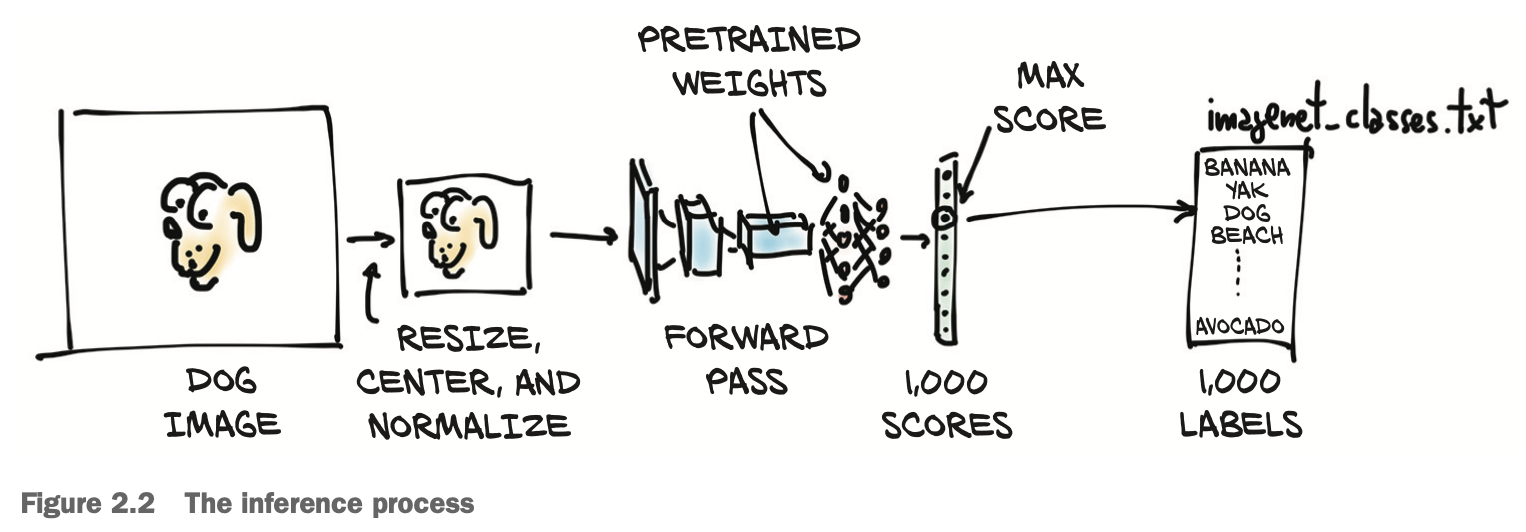 PRETRAINED
WEIGHTS
MAX
SCORE
imagenet_classes.txt
BANANA
YAK
DOG
BEACH
AVOCADO
DOG
IMAGE
RESIZE,
CENTER, AND
NORMALIZE
FORWARD
PASS
1,000
SCORES
1,000
LABELS
Figure 2.2 The inference process